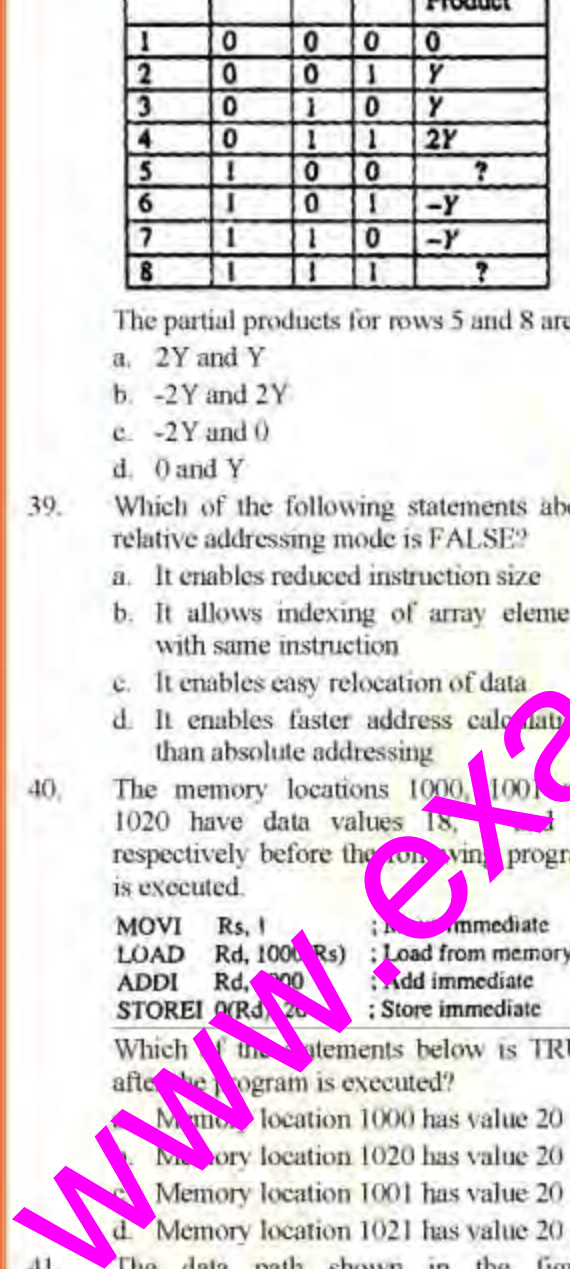 Product
1 0 0 0 0
2 0 0 1 Y
3 0 1 0 Y
4 0 1 1 2Y
5 1 0 0 ?
6 1 0 1 -Y
7 1 1 0 -Y
8 1 1 1 ?
The partial products for rows 5 and 8 are
a. 2Y and Y
b. -2Y and 2Y
c. -2Y and 0
d. 0 and Y
39. Which of the following statements
relative addressing mode is FALSE?
a. It enables reduced instruction size
b. It allows indexing of array
with same instruction
c. It enables easy relocation of data
d. It enables faster address
than absolute addressing
40. The memory locations 1000, 1001
1020 have data values 18,
respectively before the
is executed.
MOVI Rs, 1 ;
LOAD Rd, 1000(Rs) ; Load from memory
ADDI Rd, ; Add immediate
STOREI 0(Rd), 20 ; Store immediate
Which below is
after the program is executed?
location 1000 has value 20
location 1020 has value 20
Memory location 1001 has value 20
d. Memory location 1021 has value 20
41. The data path shown in the
www.exa